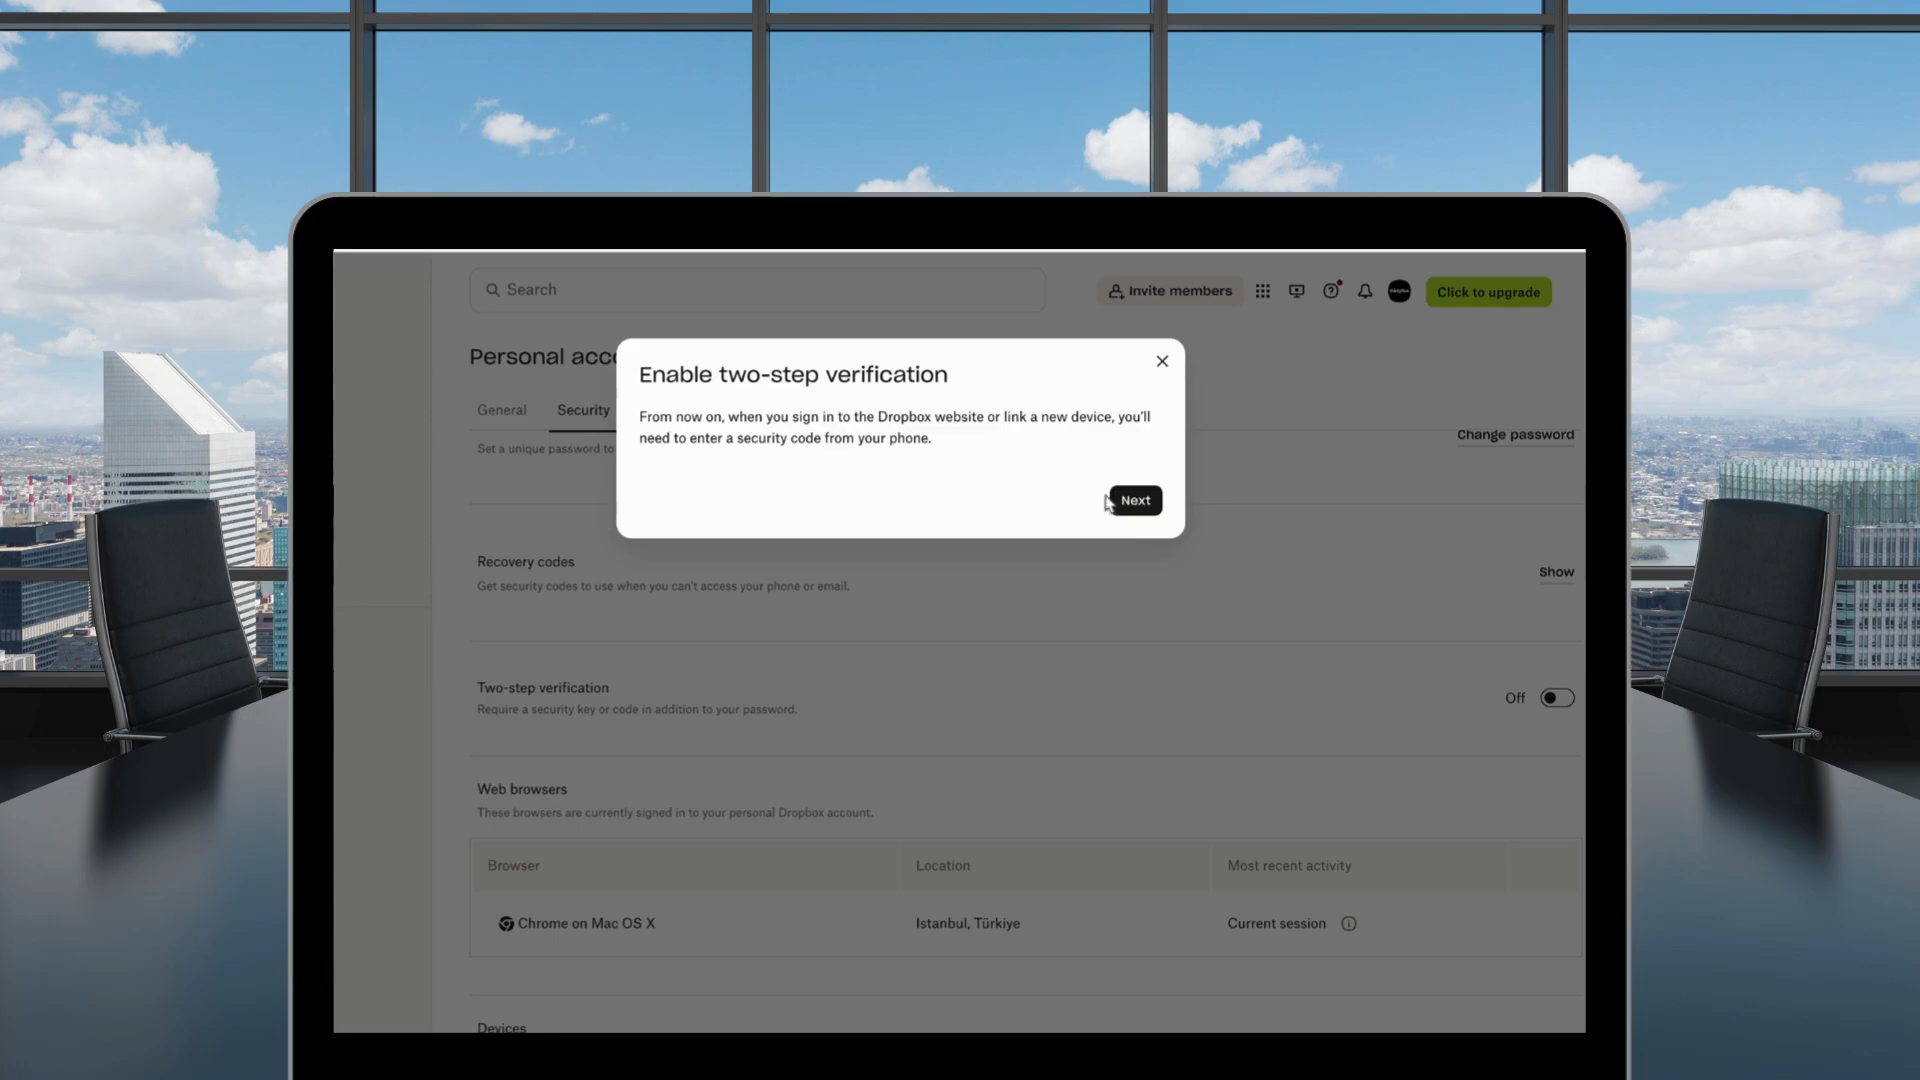 Search
Invite members
Click to upgrade
Personal acco
General
Security
Set a unique password to
Change password
Enable two-step verification
From now on, when you sign in to the Dropbox website or link a new device, you'll
need to enter a security code from your phone.
Next
Recovery codes
Get security codes to use when you can't access your phone or email.
Show
Two-step verification
Require a security key or code in addition to your password.
Off
Web browsers
These browsers are currently signed in to your personal Dropbox account.
Browser
Location
Most recent activity
Chrome on Mac OS X
Istanbul, Türkiye
Current session
Devices